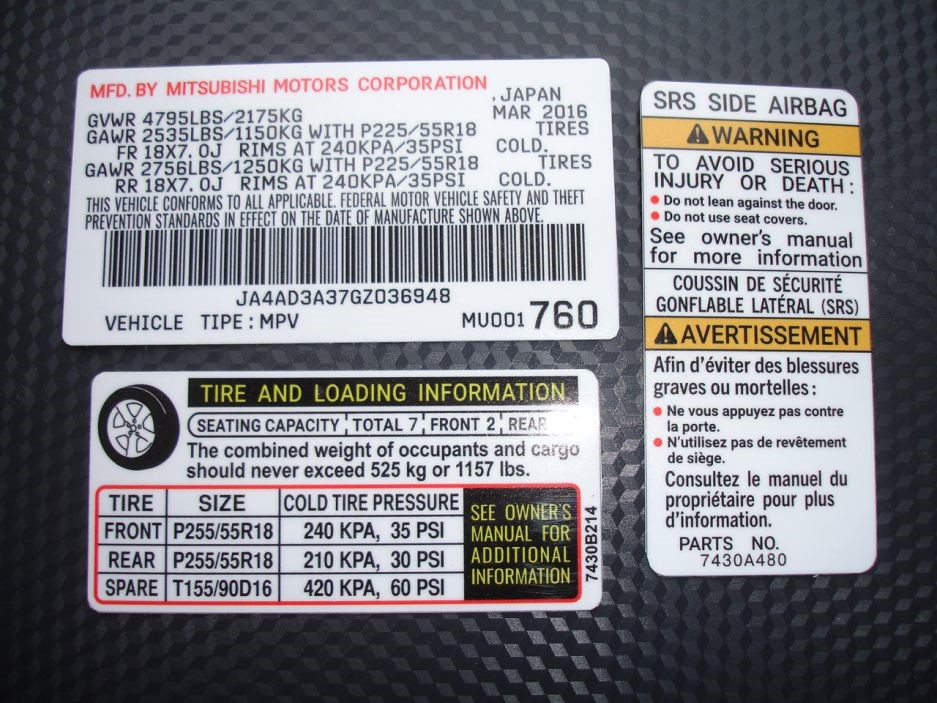 MFD. BY MITSUBISHI MOTORS CORPORATION
,JAPAN
GVWR 4795LBS/2175KG MAR 2016
GAWR 2535LBS/1150KG WITH P225/55R18 TIRES
FR 18X7.0J RIMS AT 240KPA/35PSI COLD.
GAWR 2756LBS/1250KG WITH P225/55R18 TIRES
RR 18X7.0J RIMS AT 240KPA/35PSI COLD.
THIS VEHICLE CONFORMS TO ALL APPLICABLE. FEDERAL MOTOR VEHICLE SAFETY AND THEFT
PREVENTION STANDARDS IN EFFECT ON THE DATE OF MANUFACTURE SHOWN ABOVE.
JA4AD3A37GZ036948
VEHICLE TIPE : MPV MU001 760
TIRE AND LOADING INFORMATION
SEATING CAPACITY TOTAL 7 FRONT 2 REAR
The combined weight of occupants and cargo
should never exceed 525 kg or 1157 lbs.
TIRE SIZE COLD TIRE PRESSURE
FRONT P255/55R18 240 KPA, 35 PSI
REAR P255/55R18 210 KPA, 30 PSI
SPARE T155/90D16 420 KPA, 60 PSI
SEE OWNER'S
MANUAL FOR
ADDITIONAL
INFORMATION
7430B214
SRS SIDE AIRBAG
WARNING
TO AVOID SERIOUS
INJURY OR DEATH :
• Do not lean against the door.
• Do not use seat covers.
See owner's manual
for more information
COUSSIN DE SÉCURITÉ
GONFLABLE LATÉRAL (SRS)
AVERTISSEMENT
Afin d'éviter des blessures
graves ou mortelles :
• Ne vous appuyez pas contre
la porte.
• N'utilisez pas de revêtement
de siège.
Consultez le manuel du
propriétaire pour plus
d'information.
PARTS NO.
7430A480